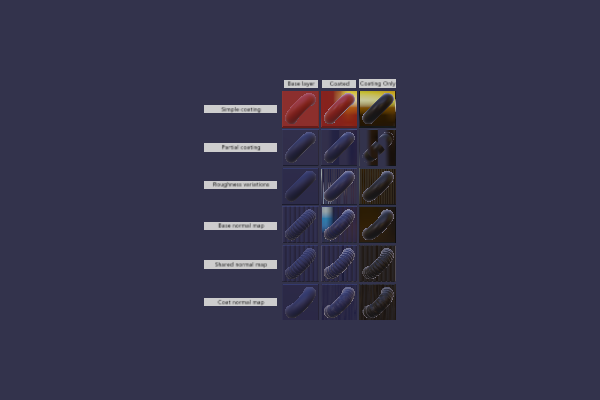 Base layer Coated Coating Only
Simple coating
Partial coating
Roughness variations
Base normal map
Shared normal map
Coat normal map